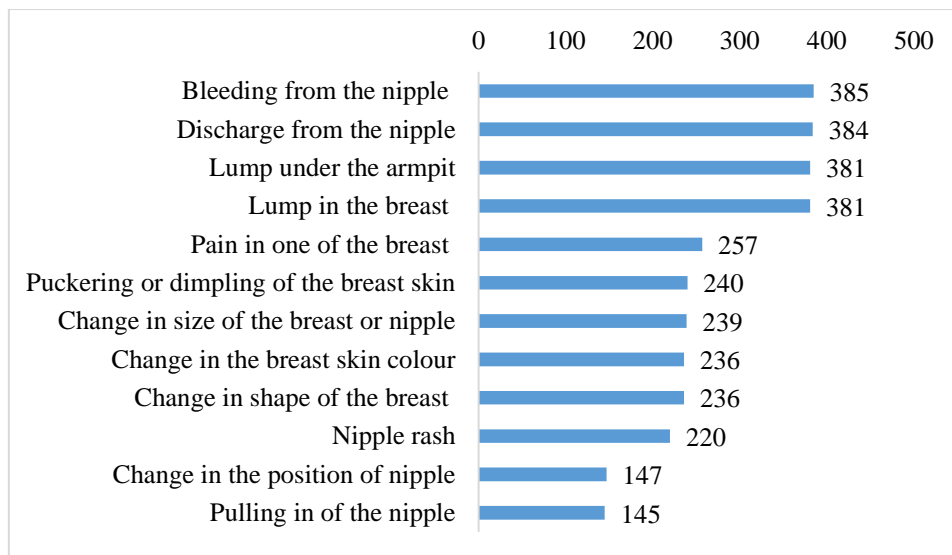 0 100 200 300 400 500
Bleeding from the nipple 385
Discharge from the nipple 384
Lump under the armpit 381
Lump in the breast 381
Pain in one of the breast 257
Puckering or dimpling of the breast skin 240
Change in size of the breast or nipple 239
Change in the breast skin colour 236
Change in shape of the breast 236
Nipple rash 220
Change in the position of nipple 147
Pulling in of the nipple 145